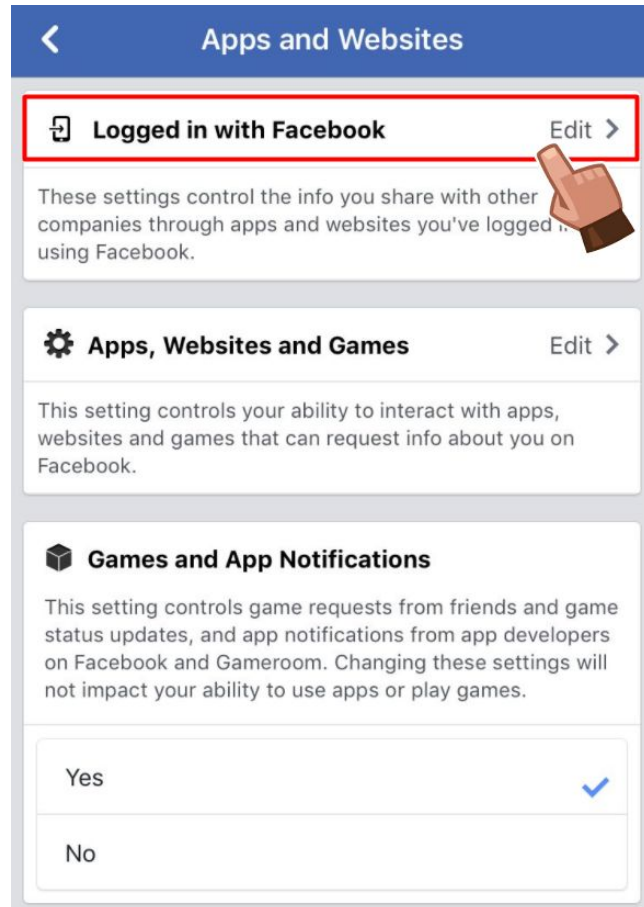 Apps and Websites
Logged in with Facebook
Edit
These settings control the info you share with other
companies through apps and websites you've logged
using Facebook.
Apps, Websites and Games
Edit
This setting controls your ability to interact with apps,
websites and games that can request info about you on
Facebook.
Games and App Notifications
This setting controls game requests from friends and game
status updates, and app notifications from app developers
on Facebook and Gameroom. Changing these settings will
not impact your ability to use apps or play games.
Yes
No